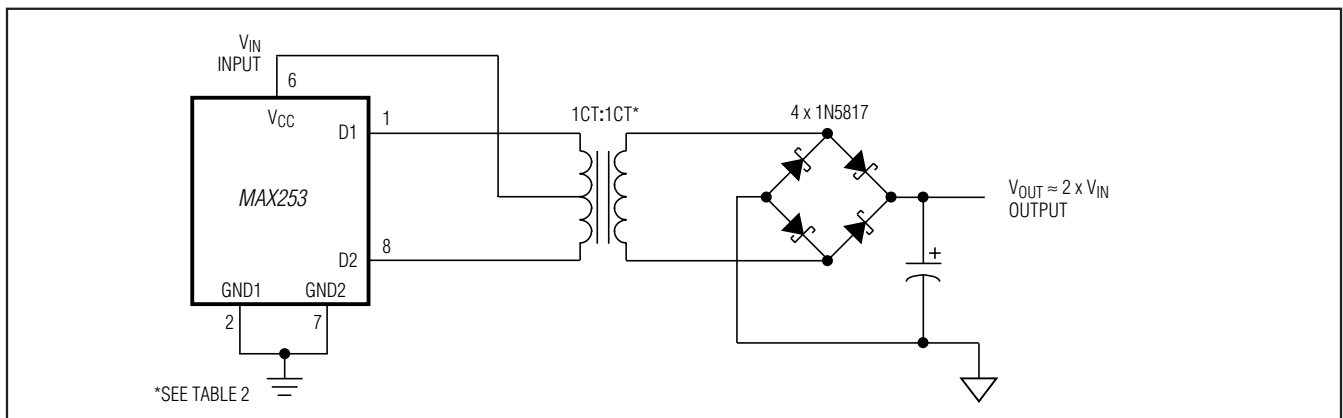 V_IN
INPUT
6
V_CC
D1
1
1CT:1CT*
4 x 1N5817
MAX253
V_OUT ≈ 2 x V_IN
OUTPUT
D2
8
GND1
GND2
2
7
+
*SEE TABLE 2